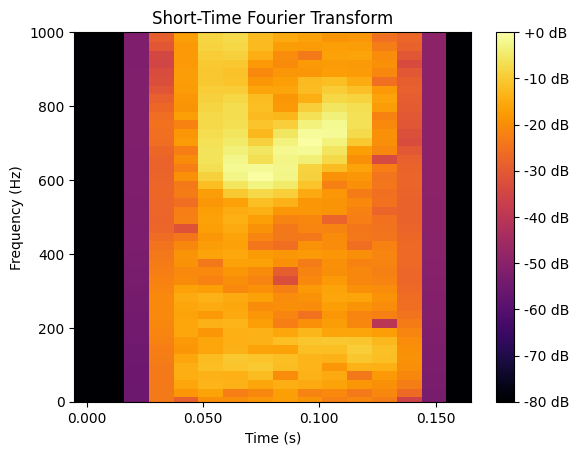 Short-Time Fourier Transform
1000
800
600
400
200
0
Frequency (Hz)
0.000
0.050
0.100
0.150
Time (s)
+0 dB
-10 dB
-20 dB
-30 dB
-40 dB
-50 dB
-60 dB
-70 dB
-80 dB